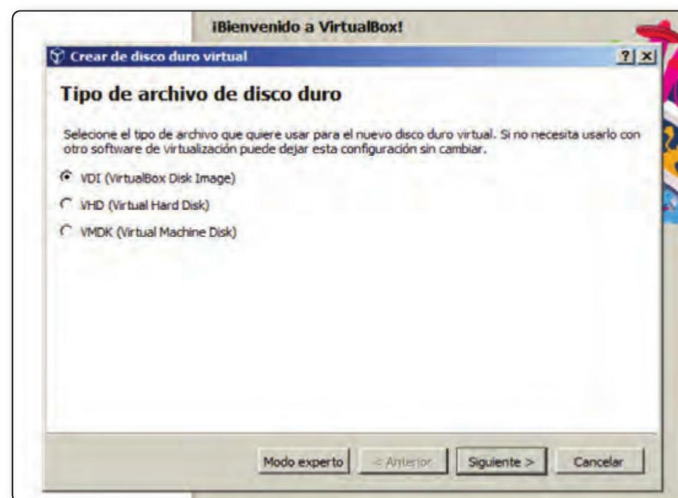 ¡Bienvenido a VirtualBox!
Crear de disco duro virtual
Tipo de archivo de disco duro
Selecione el tipo de archivo que quiere usar para el nuevo disco duro virtual. Si no necesita usarlo con
otro software de virtualización puede dejar esta configuración sin cambiar.
VDI (VirtualBox Disk Image)
VHD (Virtual Hard Disk)
VMDK (Virtual Machine Disk)
Modo experto < Anterior Siguiente > Cancelar